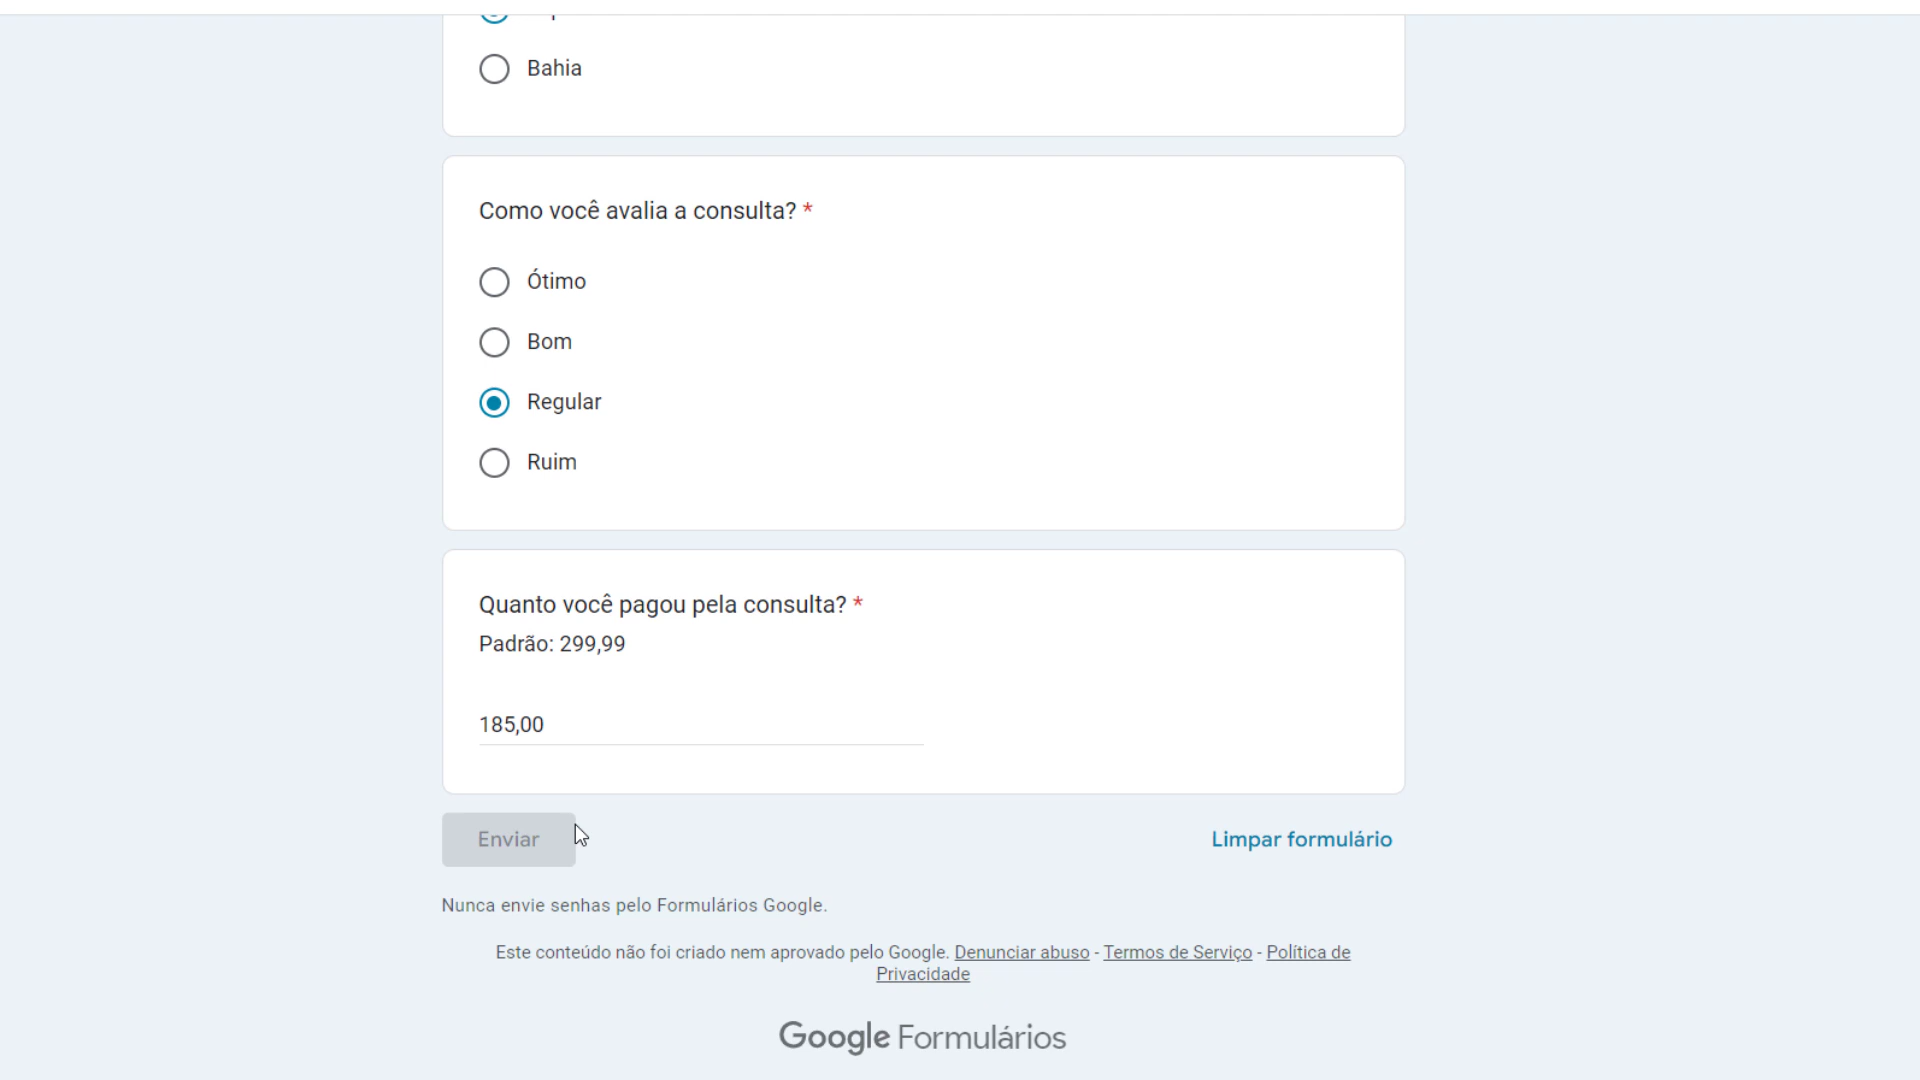 Bahia
Como você avalia a consulta? *
Ótimo
Bom
Regular
Ruim
Quanto você pagou pela consulta? *
Padrão: 299,99
185,00
Enviar
Limpar formulário
Nunca envie senhas pelo Formulários Google.
Este conteúdo não foi criado nem aprovado pelo Google. Denunciar abuso - Termos de Serviço - Política de
Privacidade
Google Formulários